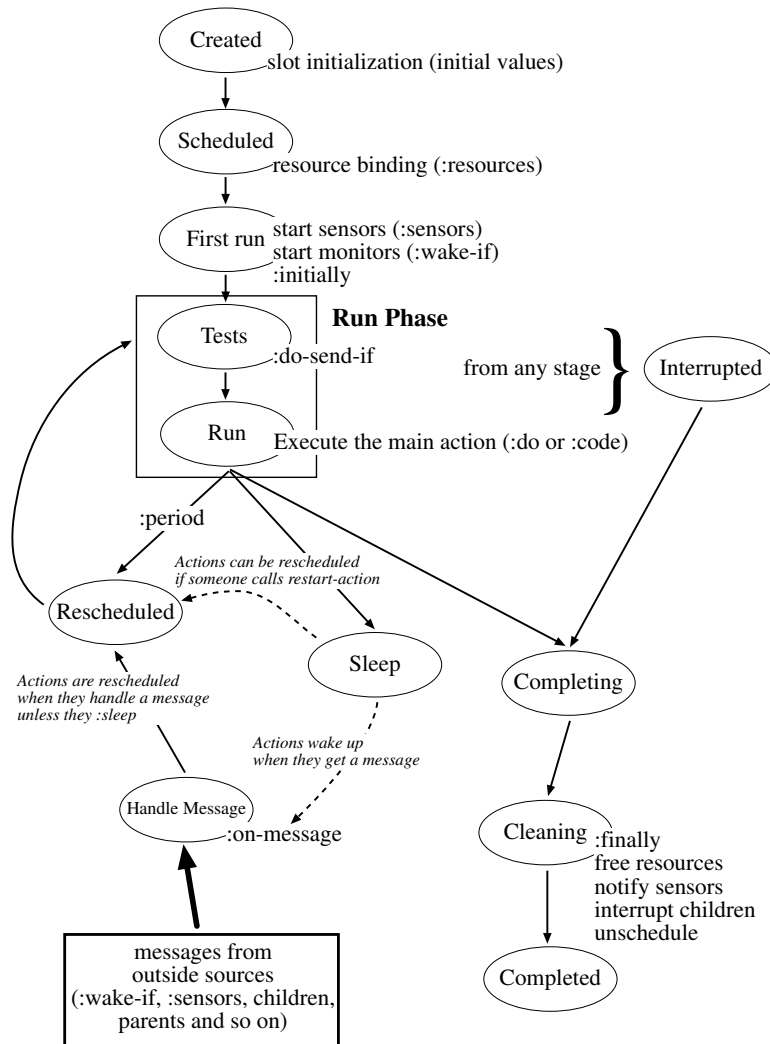 Created
slot initialization (initial values)
Scheduled
resource binding (:resources)
First run
start sensors (:sensors)
start monitors (:wake-if)
:initially
Run Phase
Tests
:do-send-if
from any stage
}
Interrupted
Run
Execute the main action (:do or :code)
:period
Actions can be rescheduled
if someone calls restart-action
Rescheduled
Sleep
Completing
Actions are rescheduled
when they handle a message
unless they :sleep
Actions wake up
when they get a message
Handle Message
:on-message
Cleaning
:finally
free resources
notify sensors
interrupt children
unschedule
messages from
outside sources
(:wake-if, :sensors, children,
parents and so on)
Completed